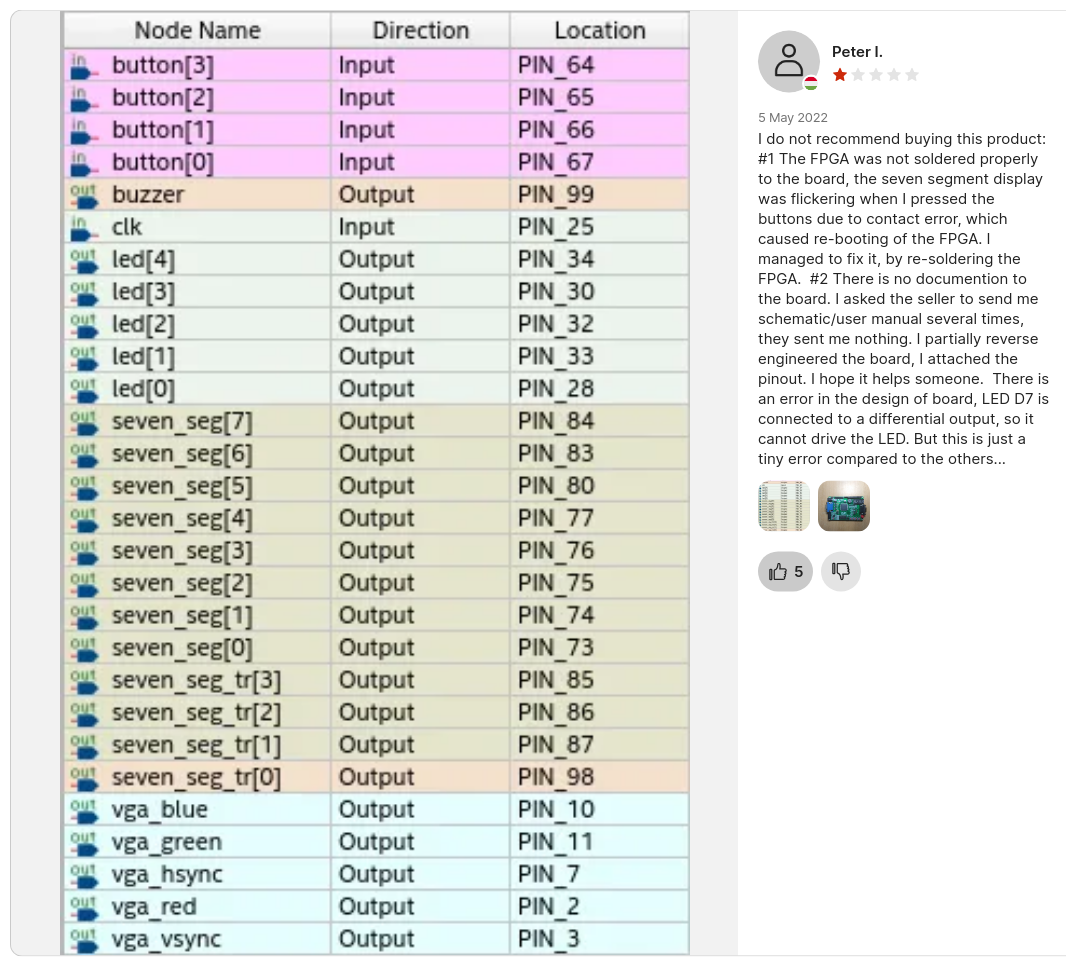 Node Name Direction Location
in button[3] Input PIN_64
in button[2] Input PIN_65
in button[1] Input PIN_66
in button[0] Input PIN_67
out buzzer Output PIN_99
in clk Input PIN_25
out led[4] Output PIN_34
out led[3] Output PIN_30
out led[2] Output PIN_32
out led[1] Output PIN_33
out led[0] Output PIN_28
out seven_seg[7] Output PIN_84
out seven_seg[6] Output PIN_83
out seven_seg[5] Output PIN_80
out seven_seg[4] Output PIN_77
out seven_seg[3] Output PIN_76
out seven_seg[2] Output PIN_75
out seven_seg[1] Output PIN_74
out seven_seg[0] Output PIN_73
out seven_seg_tr[3] Output PIN_85
out seven_seg_tr[2] Output PIN_86
out seven_seg_tr[1] Output PIN_87
out seven_seg_tr[0] Output PIN_98
out vga_blue Output PIN_10
out vga_green Output PIN_11
out vga_hsync Output PIN_7
out vga_red Output PIN_2
out vga_vsync Output PIN_3
Peter I.
5 May 2022
I do not recommend buying this product:
#1 The FPGA was not soldered properly
to the board, the seven segment display
was flickering when I pressed the
buttons due to contact error, which
caused re-booting of the FPGA. I
managed to fix it, by re-soldering the
FPGA.  #2 There is no documention to
the board. I asked the seller to send me
schematic/user manual several times,
they sent me nothing. I partially reverse
engineered the board, I attached the
pinout. I hope it helps someone.  There is
an error in the design of board, LED D7 is
connected to a differential output, so it
cannot drive the LED. But this is just a
tiny error compared to the others...
5